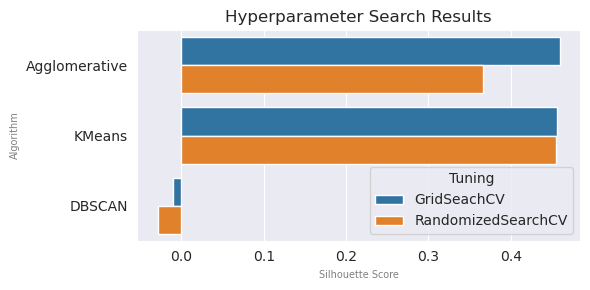 Hyperparameter Search Results
Algorithm
Agglomerative
KMeans
DBSCAN
Tuning
GridSeachCV
RandomizedSearchCV
0.0 0.1 0.2 0.3 0.4
Silhouette Score